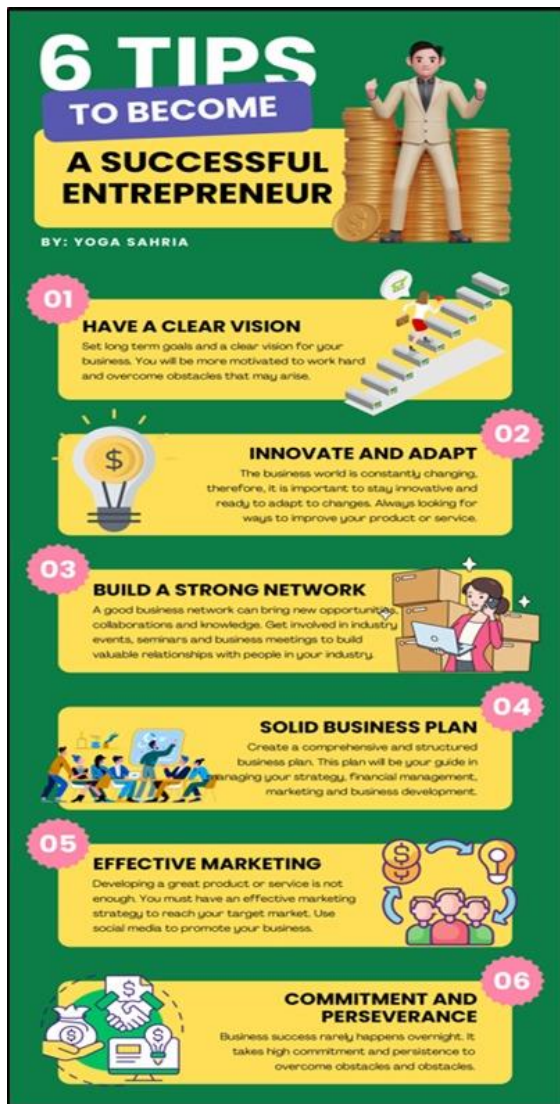 6 TIPS
TO BECOME
A SUCCESSFUL
ENTREPRENEUR
BY: YOGA SAHRIA
01
HAVE A CLEAR VISION
Set long term goals and a clear vision for your
business. You will be more motivated to work hard
and overcome obstacles that may arise.
02
INNOVATE AND ADAPT
The business world is constantly changing,
therefore, it is important to stay innovative and
ready to adapt to changes. Always looking for
ways to improve your product or service.
03
BUILD A STRONG NETWORK
A good business network can bring new opportunities,
collaborations and knowledge. Get involved in industry
events, seminars and business meetings to build
valuable relationships with people in your industry.
04
SOLID BUSINESS PLAN
Create a comprehensive and structured
business plan. This plan will be your guide in
managing your strategy, financial management,
marketing and business development.
05
EFFECTIVE MARKETING
Developing a great product or service is not
enough. You must have an effective marketing
strategy to reach your target market. Use
social media to promote your business.
06
COMMITMENT AND
PERSEVERANCE
Business success rarely happens overnight. It
takes high commitment and persistence to
overcome obstacles and obstacles.